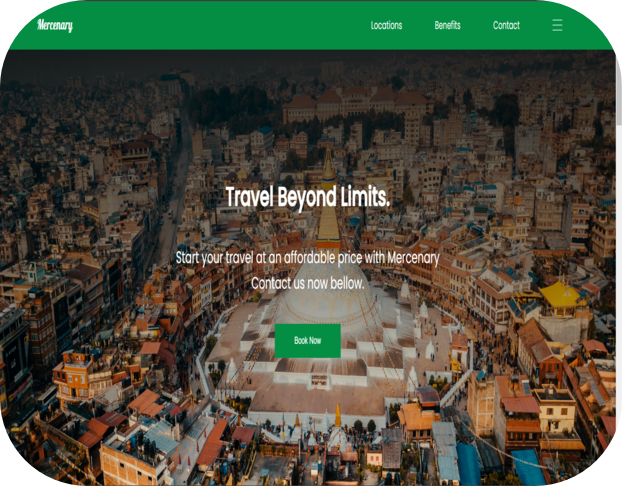 Mercenary
Locations Benefits Contact
Travel Beyond Limits.
Start your travel at an affordable price with Mercenary
Contact us now bellow.
Book Now